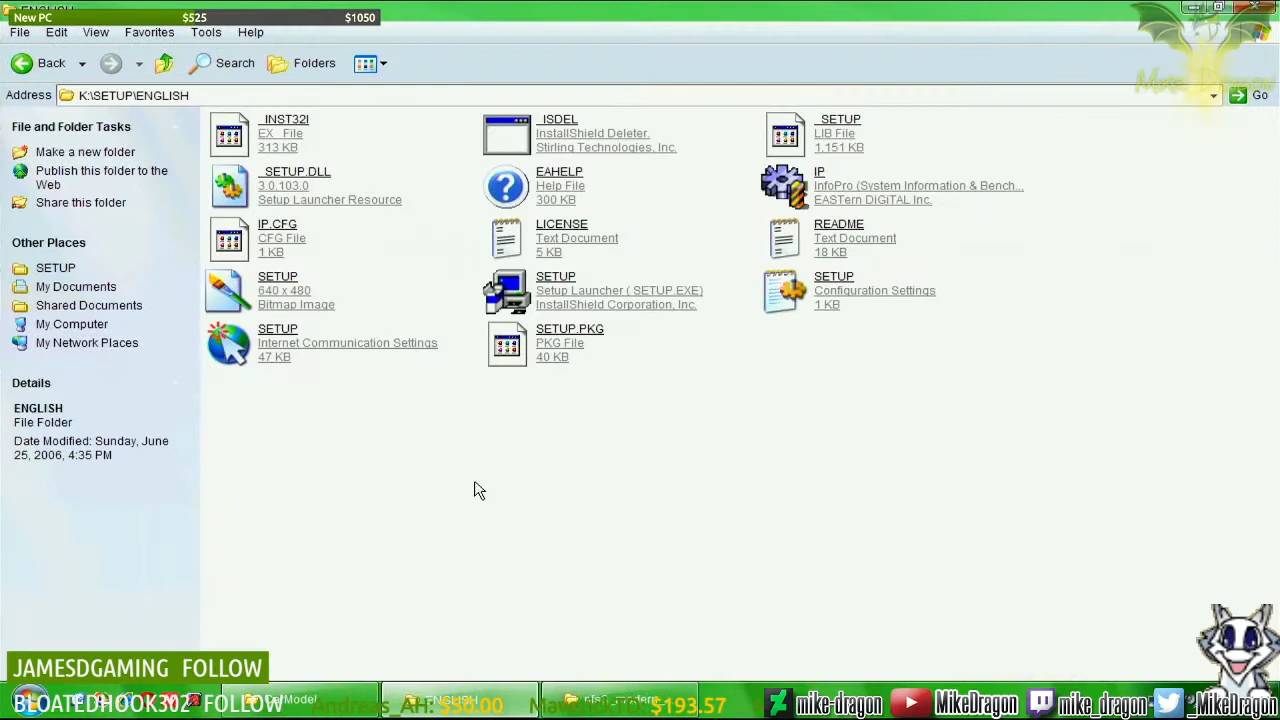 New PC $525 $1050
File Edit View Favorites Tools Help
Back Search Folders
Address K:\SETUP\ENGLISH Go
File and Folder Tasks
Make a new folder
Publish this folder to the
Web
Share this folder
Other Places
SETUP
My Documents
Shared Documents
My Computer
My Network Places
Details
ENGLISH
File Folder
Date Modified: Sunday, June
25, 2006, 4:35 PM
_INST32I
EX_ File
313 KB
_ISDEL
InstallShield Deleter.
Stirling Technologies, Inc.
_SETUP
LIB File
1,151 KB
_SETUP.DLL
3.0.103.0
Setup Launcher Resource
EAHELP
Help File
300 KB
IP
InfoPro (System Information & Bench...
EASTern DiGiTAL Inc.
IP.CFG
CFG File
1 KB
LICENSE
Text Document
5 KB
README
Text Document
18 KB
SETUP
640 x 480
Bitmap Image
SETUP
Setup Launcher ( SETUP.EXE)
InstallShield Corporation, Inc.
SETUP
Configuration Settings
1 KB
SETUP
Internet Communication Settings
47 KB
SETUP.PKG
PKG File
40 KB
JAMESDGAMING FOLLOW
BLOATEDHOOK302 FOLLOW
CarModel
ENGLISH
Andreas_AH: $50.00
$193.57
mike-dragon MikeDragon mike_dragon _MikeDragon